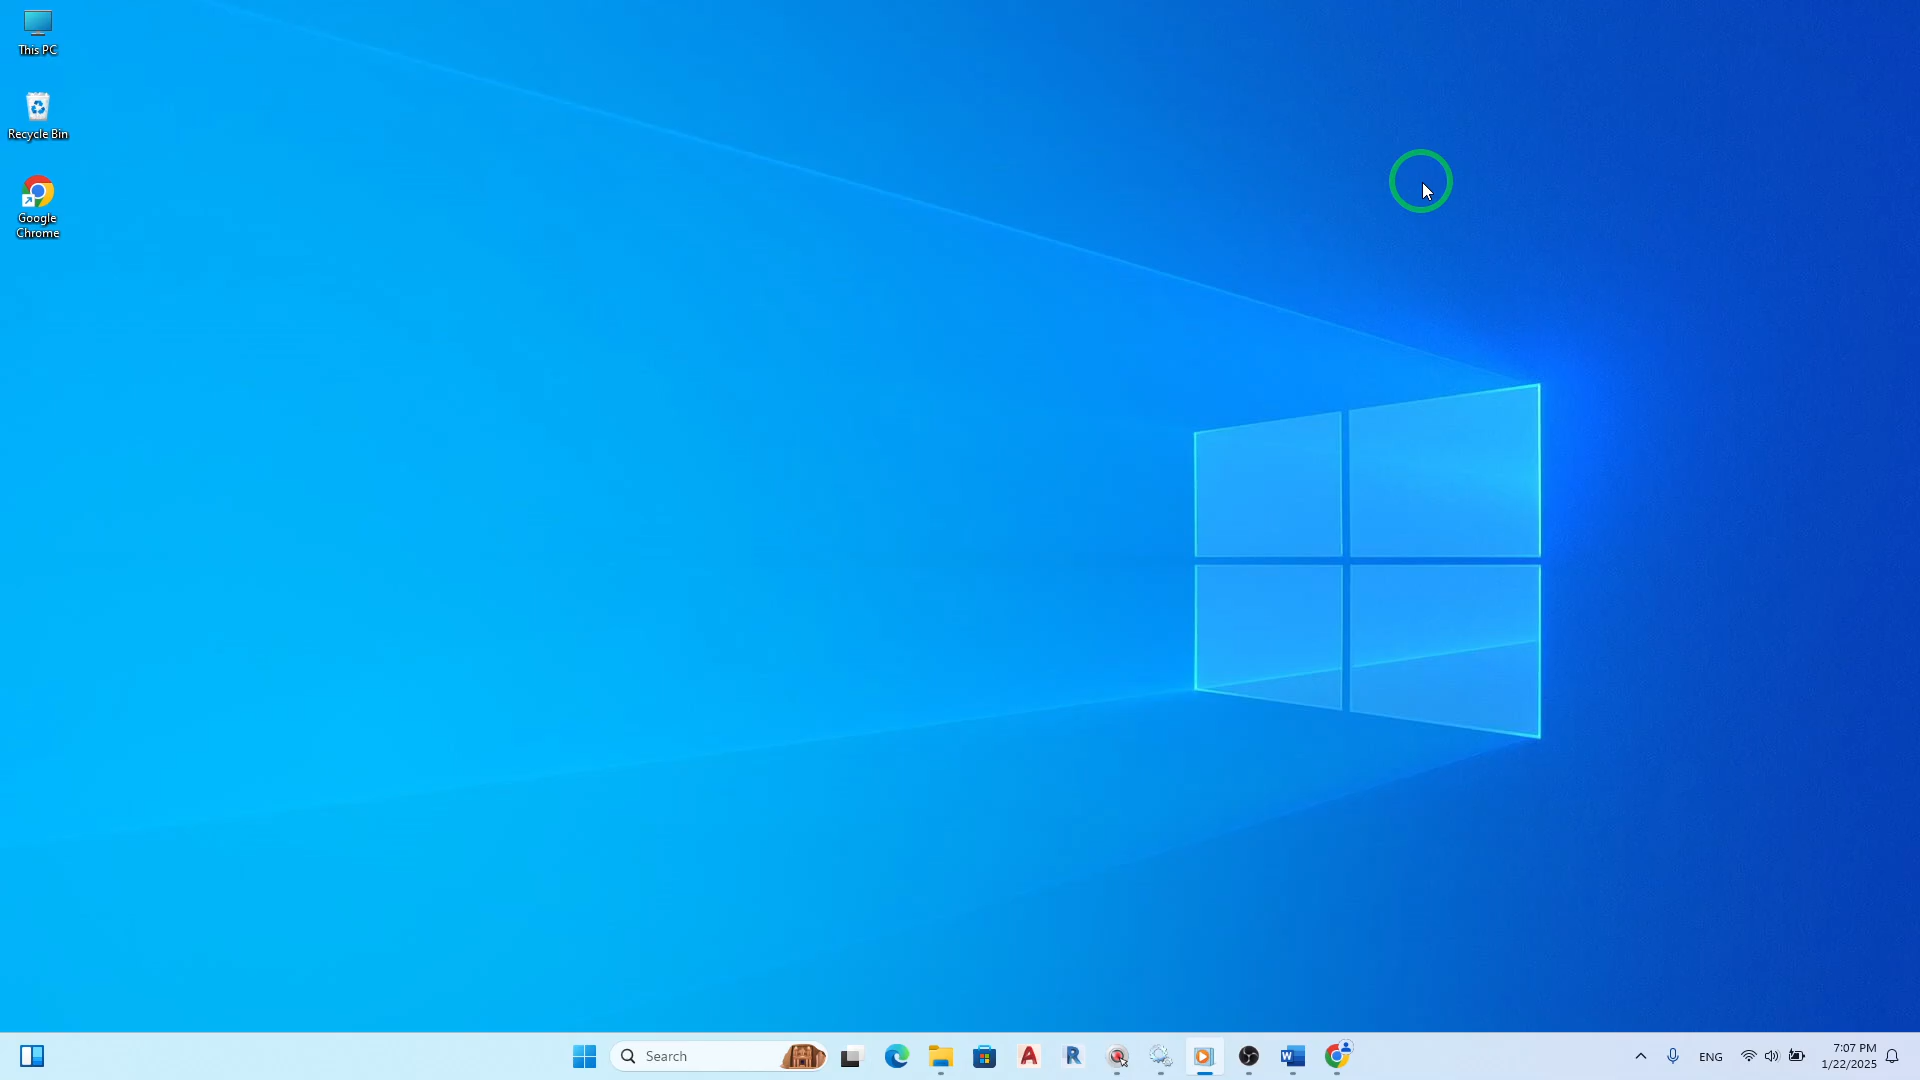 This PC
Recycle Bin
Google
Chrome
Search
ENG
7:07 PM
1/22/2025